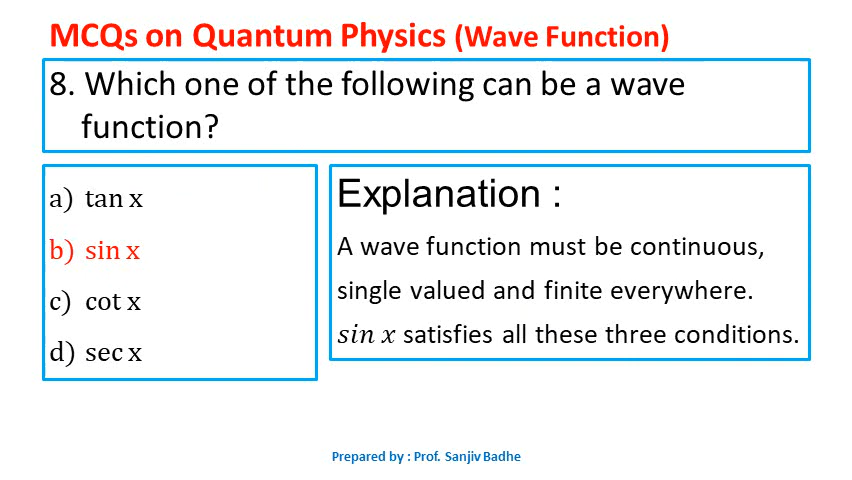 MCQs on Quantum Physics (Wave Function)
8. Which one of the following can be a wave
function?
a) tan x
b) sin x
c) cot x
d) sec x
Explanation :
A wave function must be continuous,
single valued and finite everywhere.
sin x satisfies all these three conditions.
Prepared by : Prof. Sanjiv Badhe